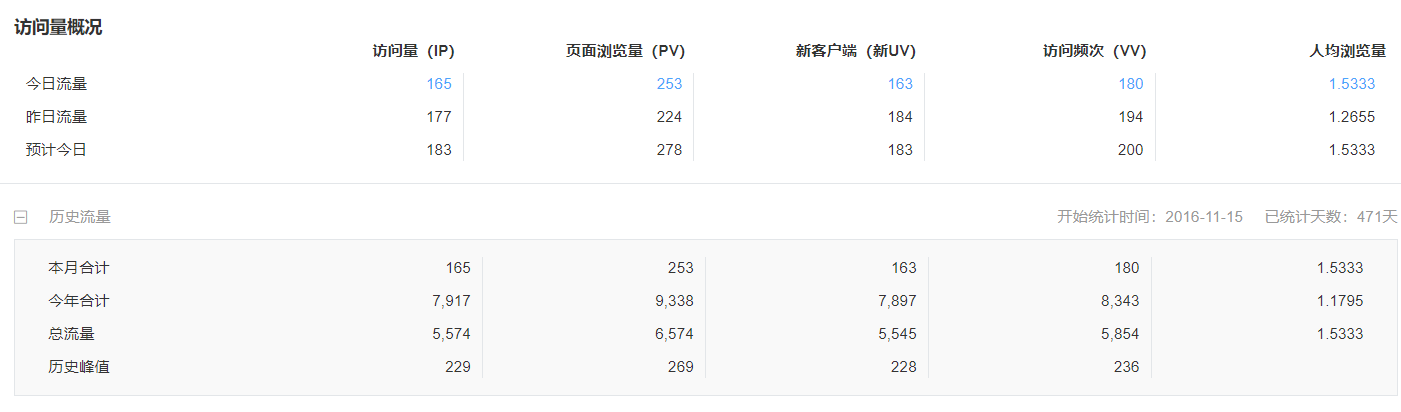 访问量概况
访问量（IP） 页面浏览量（PV） 新客户端（新UV） 访问频次（VV） 人均浏览量
今日流量 165 253 163 180 1.5333
昨日流量 177 224 184 194 1.2655
预计今日 183 278 183 200 1.5333
历史流量 开始统计时间：2016-11-15 已统计天数：471天
本月合计 165 253 163 180 1.5333
今年合计 7,917 9,338 7,897 8,343 1.1795
总流量 5,574 6,574 5,545 5,854 1.5333
历史峰值 229 269 228 236